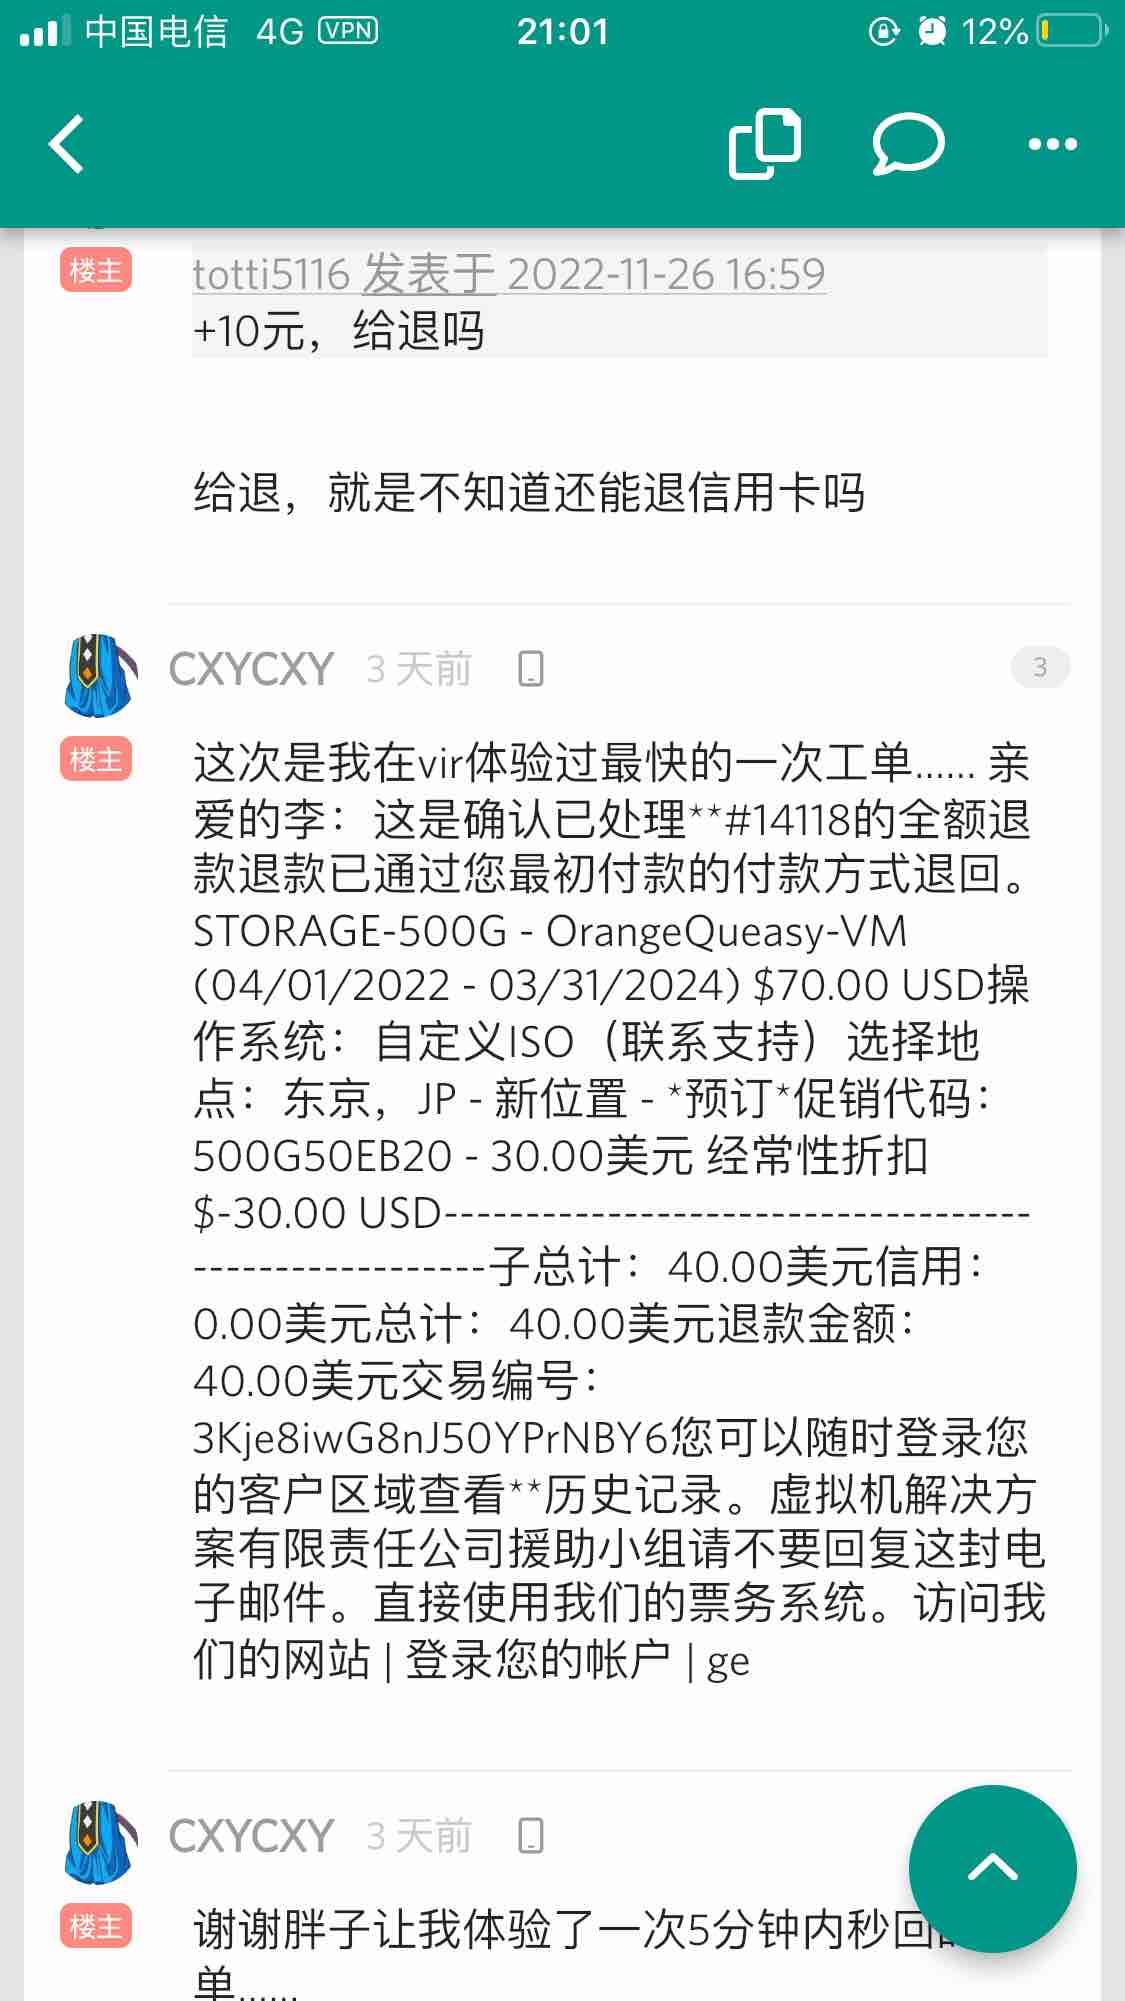 中国电信 4G VPN 21:01 12%
楼主
totti5116 发表于 2022-11-26 16:59
+10元，给退吗
给退，就是不知道还能退信用卡吗
CXYCXY 3 天前 3
楼主
这次是我在vir体验过最快的一次工单...... 亲
爱的李：这是确认已处理**#14118的全额退
款退款已通过您最初付款的付款方式退回。
STORAGE-500G - OrangeQueasy-VM
(04/01/2022 - 03/31/2024) $70.00 USD操
作系统：自定义ISO（联系支持）选择地
点：东京，JP - 新位置 - *预订*促销代码：
500G50EB20 - 30.00美元 经常性折扣
$-30.00 USD------------------------------------
------------------子总计：40.00美元信用：
0.00美元总计：40.00美元退款金额：
40.00美元交易编号：
3Kje8iwG8nJ50YPrNBY6您可以随时登录您
的客户区域查看**历史记录。虚拟机解决方
案有限责任公司援助小组请不要回复这封电
子邮件。直接使用我们的票务系统。访问我
们的网站 | 登录您的帐户 | ge
CXYCXY 3 天前
楼主
谢谢胖子让我体验了一次5分钟内秒回
单......